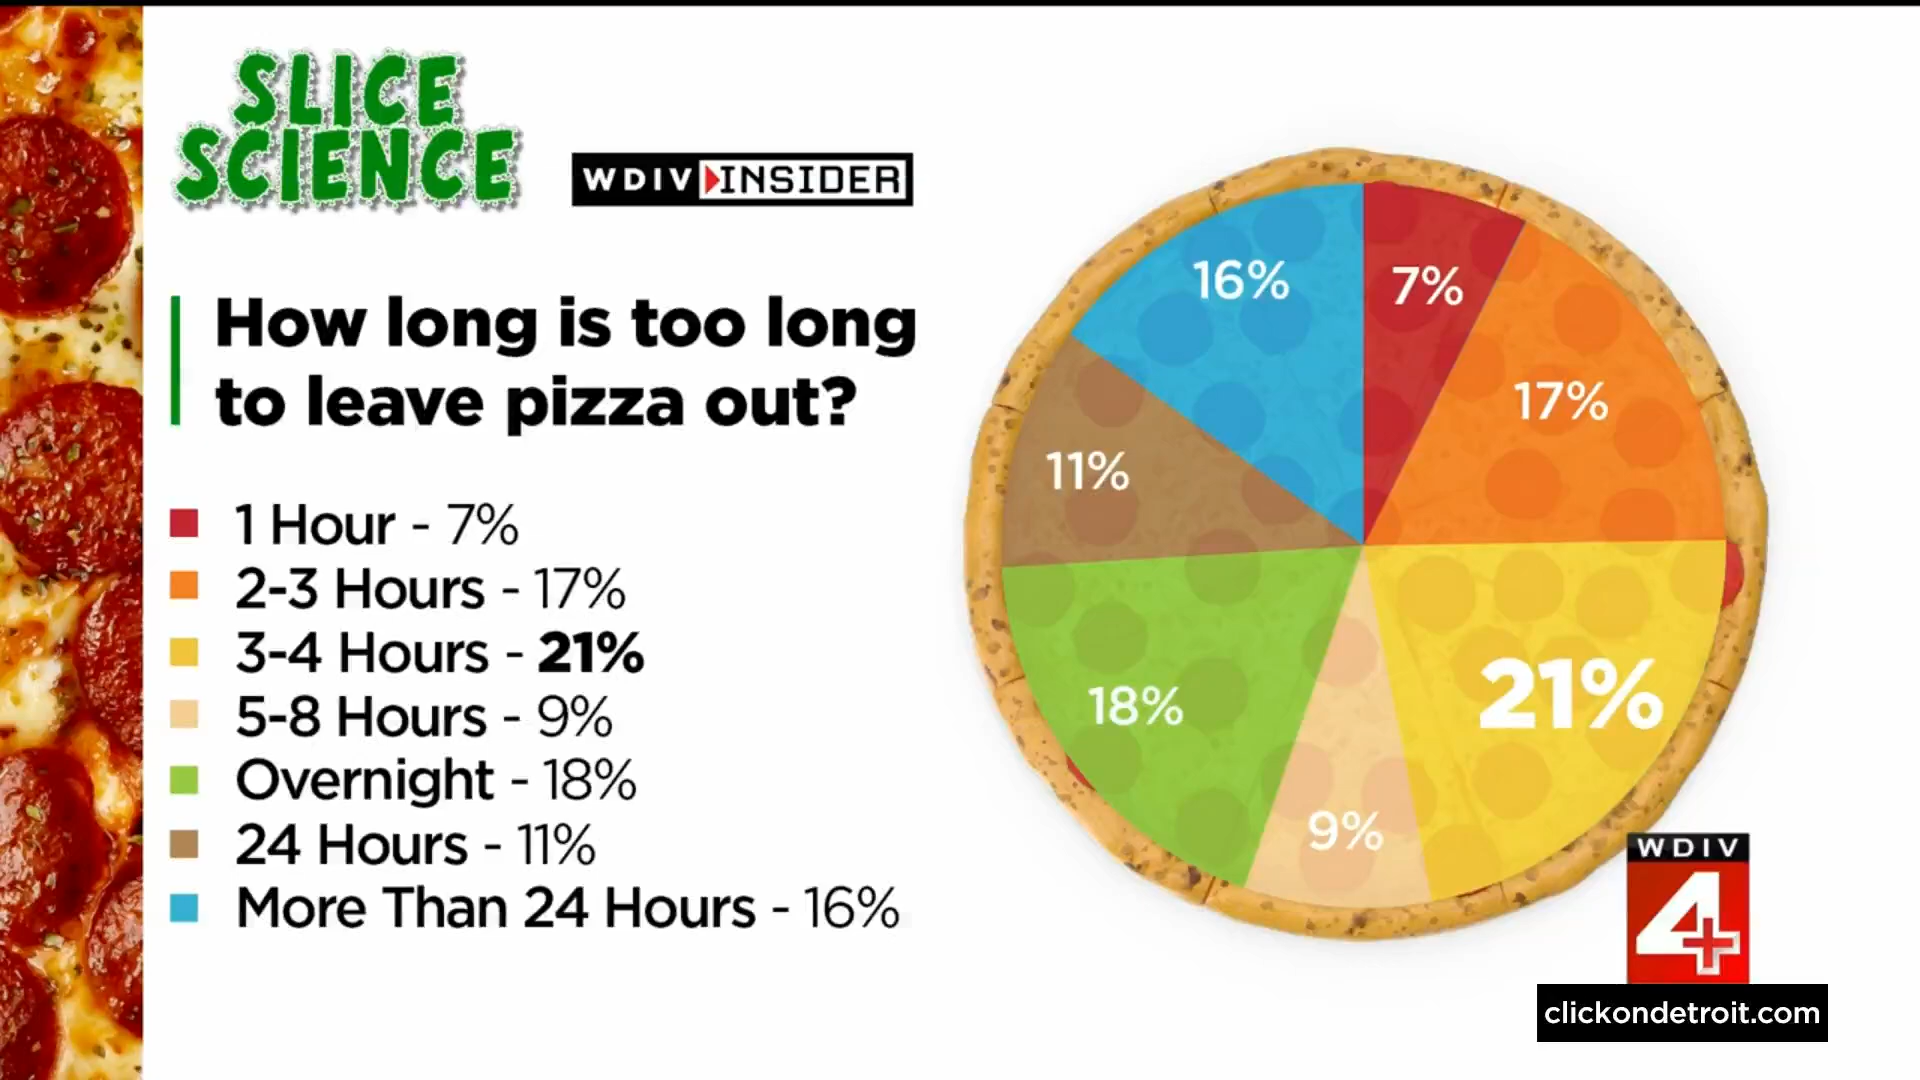 SLICE
SCIENCE
WDIV INSIDER
How long is too long
to leave pizza out?
1 Hour - 7%
2-3 Hours - 17%
3-4 Hours - 21%
5-8 Hours - 9%
Overnight - 18%
24 Hours - 11%
More Than 24 Hours - 16%
16%
7%
17%
11%
21%
18%
9%
WDIV
4+
clickondetroit.com